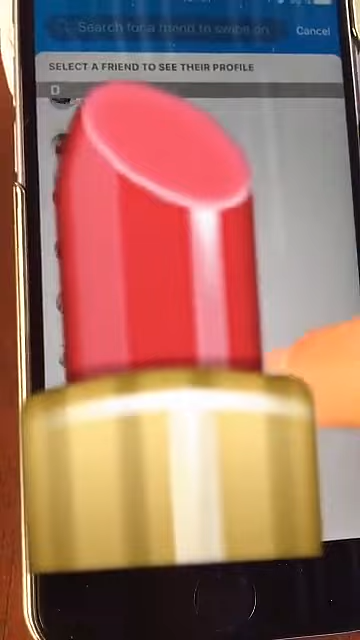 Search for a friend to swipe on
Cancel
SELECT A FRIEND TO SEE THEIR PROFILE
D